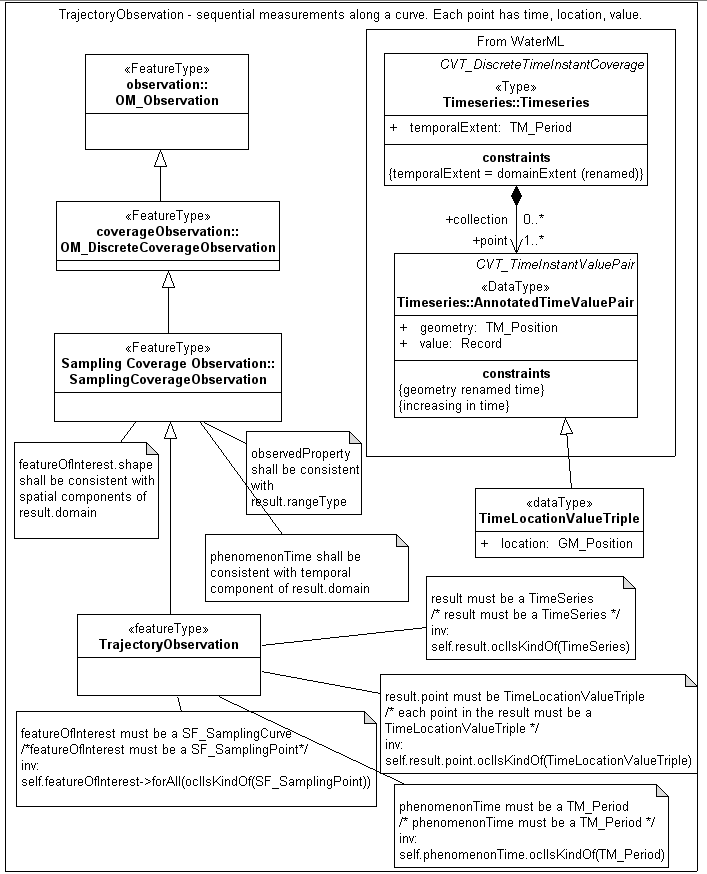 TrajectoryObservation - sequential measurements along a curve. Each point has time, location, value.
«FeatureType»
observation::
OM_Observation
«FeatureType»
coverageObservation::
OM_DiscreteCoverageObservation
«FeatureType»
Sampling Coverage Observation::
SamplingCoverageObservation
featureOfInterest.shape
shall be consistent with
spatial components of
result.domain
observedProperty
shall be consistent
with
result.rangeType
phenomenonTime shall be
consistent with temporal
component of result.domain
«featureType»
TrajectoryObservation
From WaterML
CVT_DiscreteTimeInstantCoverage
«Type»
Timeseries::Timeseries
+ temporalExtent: TM_Period
constraints
{temporalExtent = domainExtent (renamed)}
+collection 0..*
+point 1..*
CVT_TimeInstantValuePair
«DataType»
Timeseries::AnnotatedTimeValuePair
+ geometry: TM_Position
+ value: Record
constraints
{geometry renamed time}
{increasing in time}
«dataType»
TimeLocationValueTriple
+ location: GM_Position
result must be a TimeSeries
/* result must be a TimeSeries */
inv:
self.result.oclIsKindOf(TimeSeries)
result.point must be TimeLocationValueTriple
/* each point in the result must be a
TimeLocationValueTriple */
inv:
self.result.point.oclIsKindOf(TimeLocationValueTriple)
featureOfInterest must be a SF_SamplingCurve
/*featureOfInterest must be a SF_SamplingPoint*/
inv:
self.featureOfInterest->forAll(oclIsKindOf(SF_SamplingPoint))
phenomenonTime must be a TM_Period
/* phenomenonTime must be a TM_Period */
inv:
self.phenomenonTime.oclIsKindOf(TM_Period)